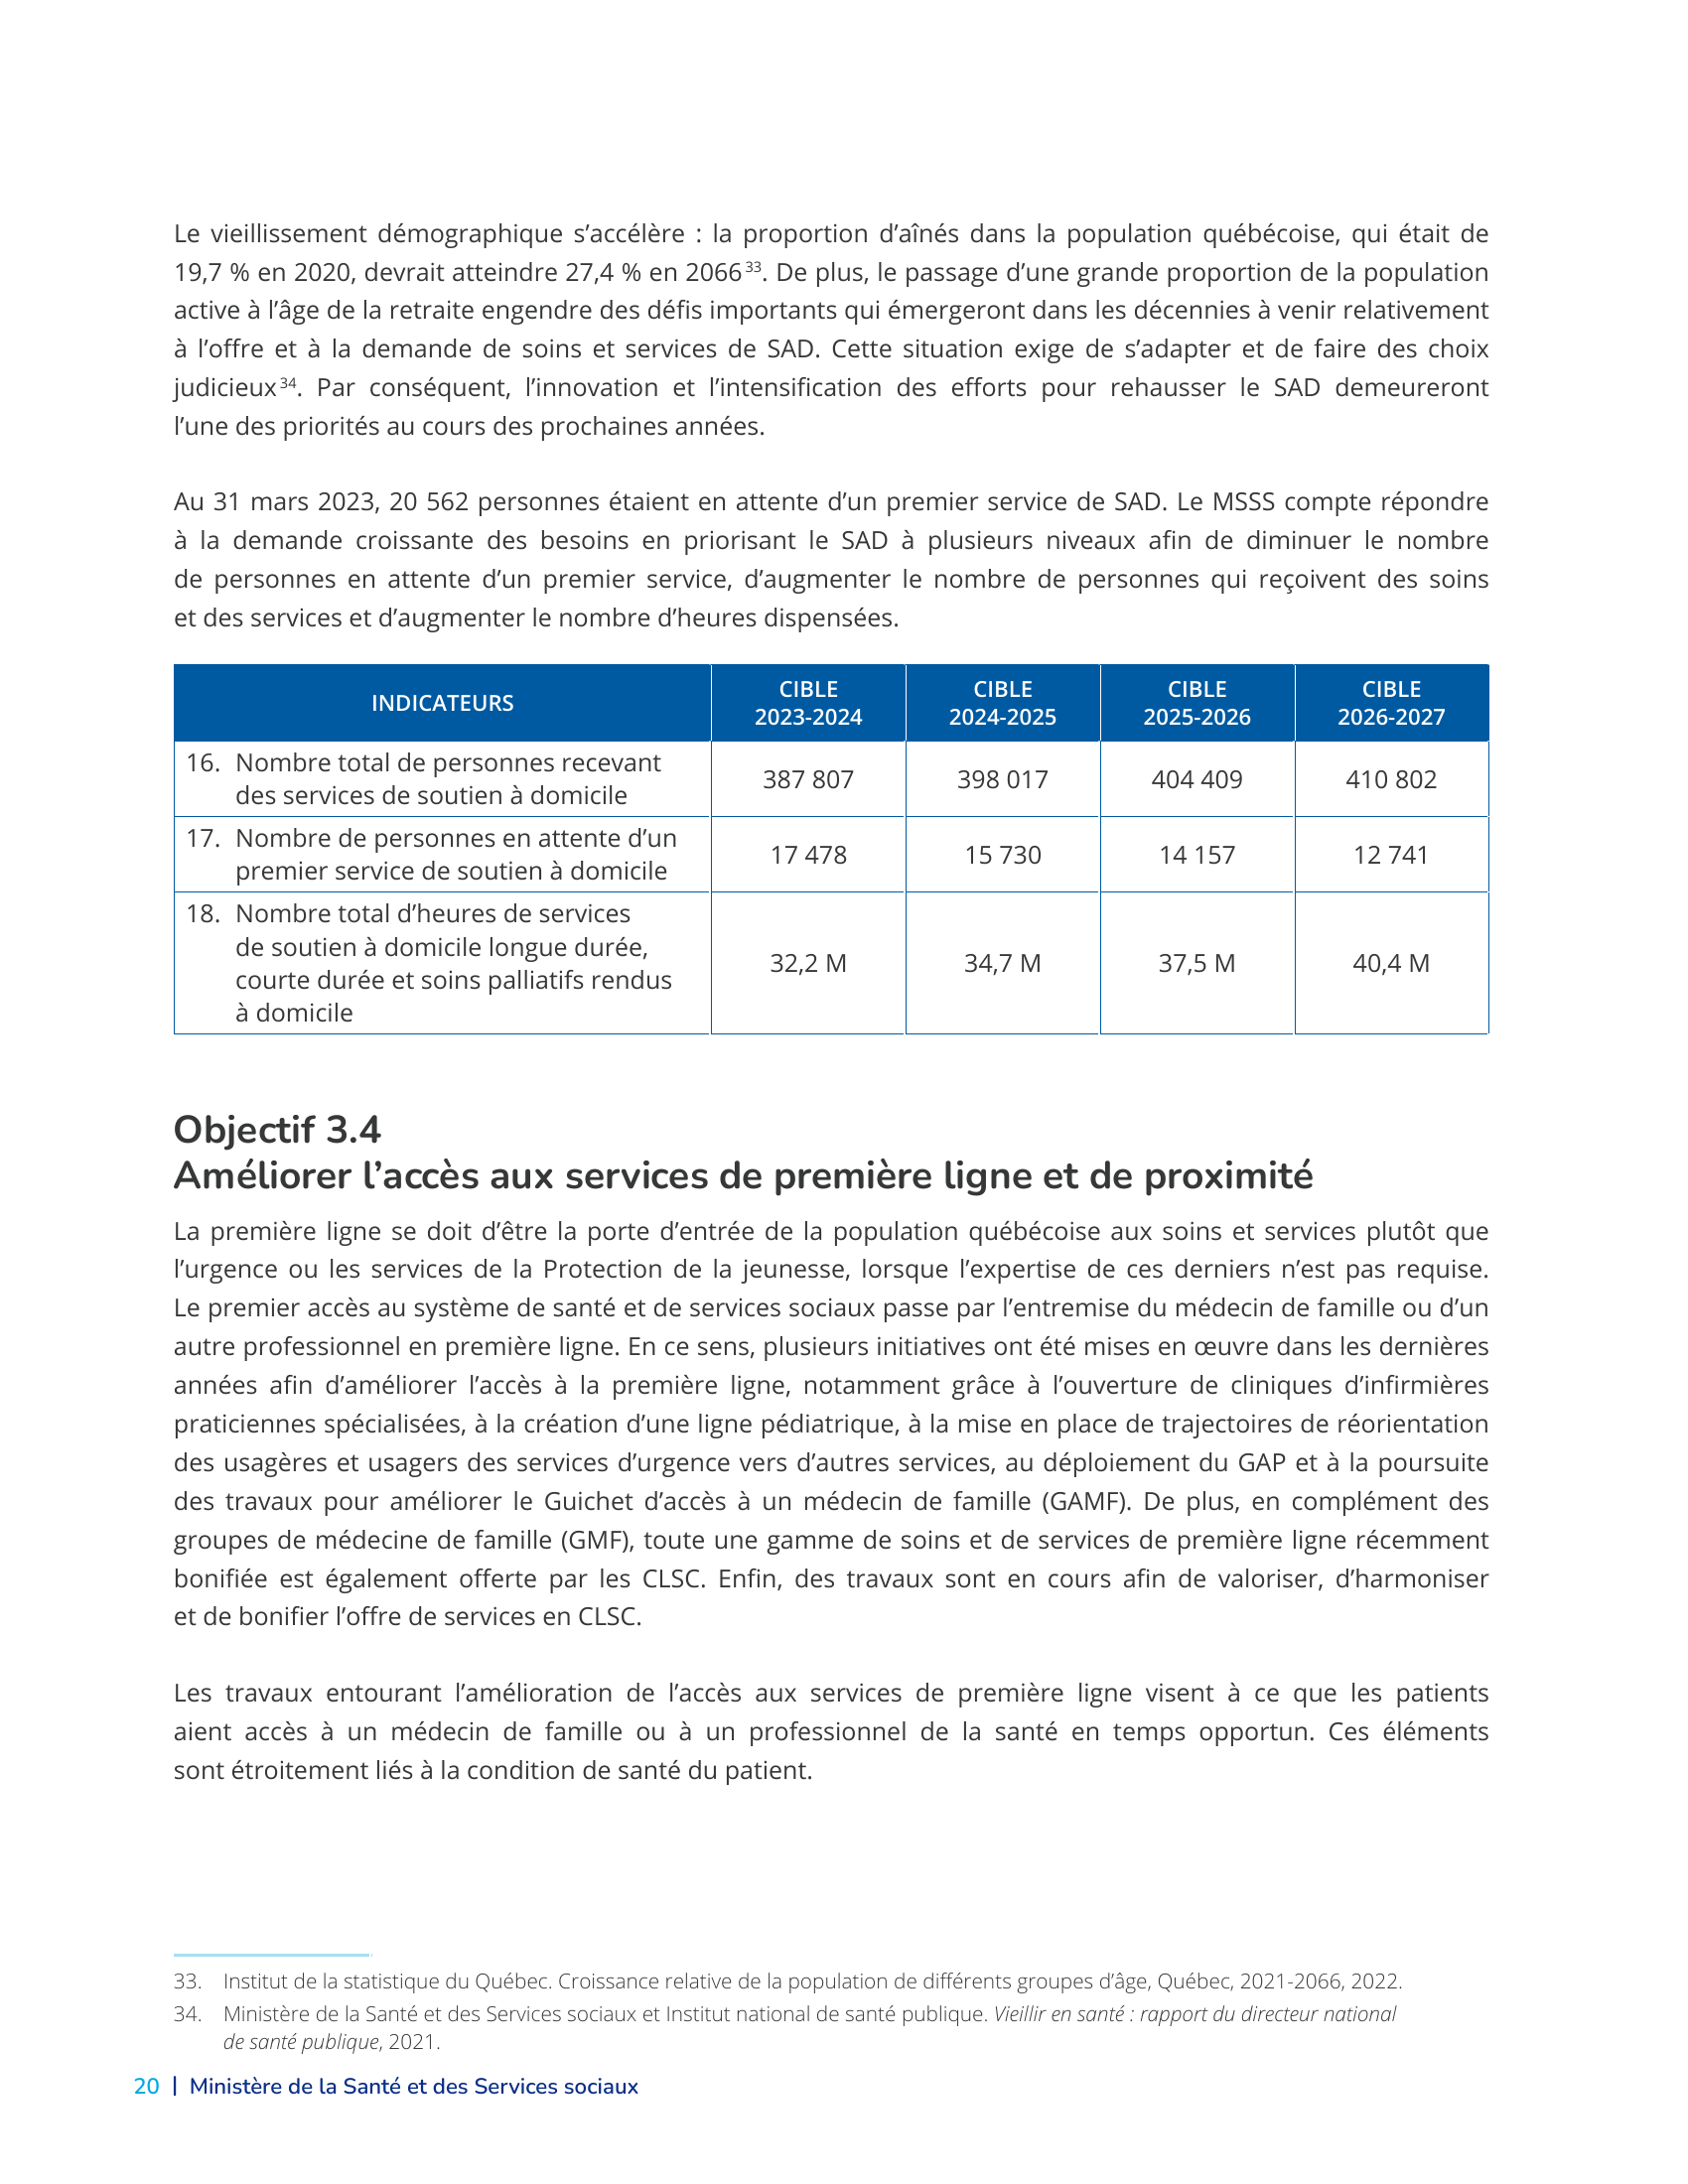 Le vieillissement démographique s’accélère : la proportion d’aînés dans la population québécoise, qui était de
19,7 % en 2020, devrait atteindre 27,4 % en 2066 33. De plus, le passage d’une grande proportion de la population
active à l’âge de la retraite engendre des défis importants qui émergeront dans les décennies à venir relativement
à l’offre et à la demande de soins et services de SAD. Cette situation exige de s’adapter et de faire des choix
judicieux 34. Par conséquent, l’innovation et l’intensification des efforts pour rehausser le SAD demeureront
l’une des priorités au cours des prochaines années.
Au 31 mars 2023, 20 562 personnes étaient en attente d’un premier service de SAD. Le MSSS compte répondre
à la demande croissante des besoins en priorisant le SAD à plusieurs niveaux afin de diminuer le nombre
de personnes en attente d’un premier service, d’augmenter le nombre de personnes qui reçoivent des soins
et des services et d’augmenter le nombre d’heures dispensées.
INDICATEURS CIBLE 2023-2024 CIBLE 2024-2025 CIBLE 2025-2026 CIBLE 2026-2027
16. Nombre total de personnes recevant
des services de soutien à domicile
387 807 398 017 404 409 410 802
17. Nombre de personnes en attente d’un
premier service de soutien à domicile
17 478 15 730 14 157 12 741
18. Nombre total d’heures de services
de soutien à domicile longue durée,
courte durée et soins palliatifs rendus
à domicile
32,2 M 34,7 M 37,5 M 40,4 M
Objectif 3.4
Améliorer l’accès aux services de première ligne et de proximité
La première ligne se doit d’être la porte d’entrée de la population québécoise aux soins et services plutôt que
l’urgence ou les services de la Protection de la jeunesse, lorsque l’expertise de ces derniers n’est pas requise.
Le premier accès au système de santé et de services sociaux passe par l’entremise du médecin de famille ou d’un
autre professionnel en première ligne. En ce sens, plusieurs initiatives ont été mises en œuvre dans les dernières
années afin d’améliorer l’accès à la première ligne, notamment grâce à l’ouverture de cliniques d’infirmières
praticiennes spécialisées, à la création d’une ligne pédiatrique, à la mise en place de trajectoires de réorientation
des usagères et usagers des services d’urgence vers d’autres services, au déploiement du GAP et à la poursuite
des travaux pour améliorer le Guichet d’accès à un médecin de famille (GAMF). De plus, en complément des
groupes de médecine de famille (GMF), toute une gamme de soins et de services de première ligne récemment
bonifiée est également offerte par les CLSC. Enfin, des travaux sont en cours afin de valoriser, d’harmoniser
et de bonifier l’offre de services en CLSC.
Les travaux entourant l’amélioration de l’accès aux services de première ligne visent à ce que les patients
aient accès à un médecin de famille ou à un professionnel de la santé en temps opportun. Ces éléments
sont étroitement liés à la condition de santé du patient.
33. Institut de la statistique du Québec. Croissance relative de la population de différents groupes d’âge, Québec, 2021-2066, 2022.
34. Ministère de la Santé et des Services sociaux et Institut national de santé publique. Vieillir en santé : rapport du directeur national
de santé publique, 2021.
20 | Ministère de la Santé et des Services sociaux